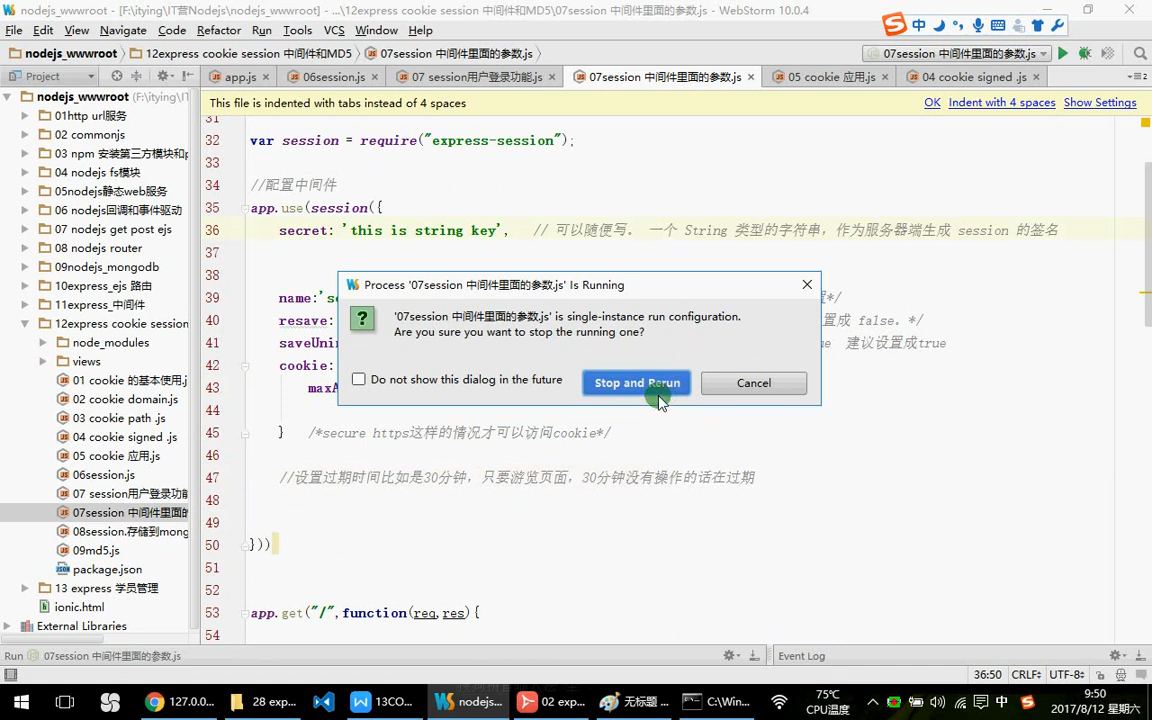 nodejs_wwwroot - [F:\itying\IT营Nodejs\nodejs_wwwroot] - ...\12express cookie session 中间件和MD5\07session 中间件里面的参数.js - WebStorm 10.0.4
File Edit View Navigate Code Refactor Run Tools VCS Window Help
中
nodejs_wwwroot 12express cookie session 中间件和MD5 07session 中间件里面的参数.js 07session 中间件里面的参数.js
Project app.js 06session.js 07 session用户登录功能.js 07session 中间件里面的参数.js 05 cookie 应用.js 04 cookie signed .js
This file is indented with tabs instead of 4 spaces OK Indent with 4 spaces Show Settings
nodejs_wwwroot (F:\itying\IT
01http url服务
02 commonjs
03 npm 安装第三方模块和
04 nodejs fs模块
05nodejs静态web服务
06 nodejs回调和事件驱动
07 nodejs get post ejs
08 nodejs router
09nodejs_mongodb
10express_ejs 路由
11express_中间件
12express cookie session
node_modules
views
01 cookie 的基本使用.j
02 cookie domain.js
03 cookie path .js
04 cookie signed .js
05 cookie 应用.js
06session.js
07 session用户登录功能
07session 中间件里面的
08session.存储到mong
09md5.js
package.json
13 express 学员管理
ionic.html
External Libraries
31
32 var session = require("express-session");
33
34 //配置中间件
35 app.use(session({
36 secret: 'this is string key', // 可以随便写。 一个 String 类型的字符串，作为服务器端生成 session 的签名
37
38
39 name:'s 置*/
40 resave: 置成 false. */
41 saveUnin ue 建议设置成true
42 cookie:
43 maxA
44
45 } /*secure https这样的情况才可以访问cookie*/
46
47 //设置过期时间比如是30分钟，只要游览页面，30分钟没有操作的话在过期
48
49
50 }))
51
52
53 app.get("/",function(req,res){
54
Process '07session 中间件里面的参数.js' Is Running
'07session 中间件里面的参数.js' is single-instance run configuration.
Are you sure you want to stop the running one?
Do not show this dialog in the future Stop and Rerun Cancel
Run 07session 中间件里面的参数.js Event Log
36:50 CRLF UTF-8
127.0.0 28 exp... 13CO... nodejs... 02 exp... 无标题 ... C:\Win... 75℃ 中 9:50
CPU温度 2017/8/12 星期六